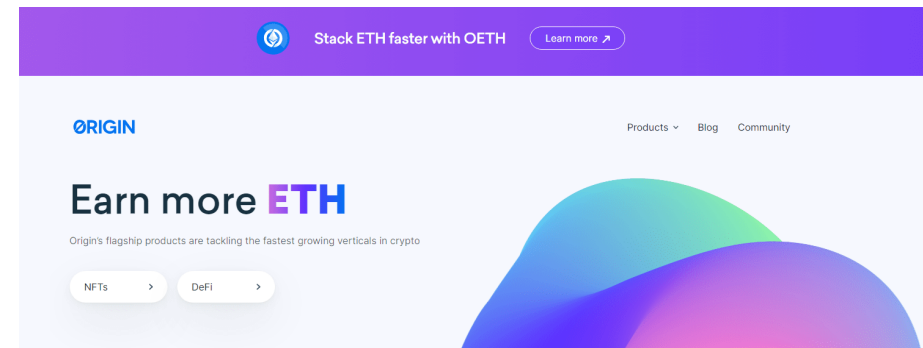 Stack ETH faster with OETH Learn more
ORIGIN Products Blog Community
Earn more ETH
Origin's flagship products are tackling the fastest growing verticals in crypto
NFTs DeFi